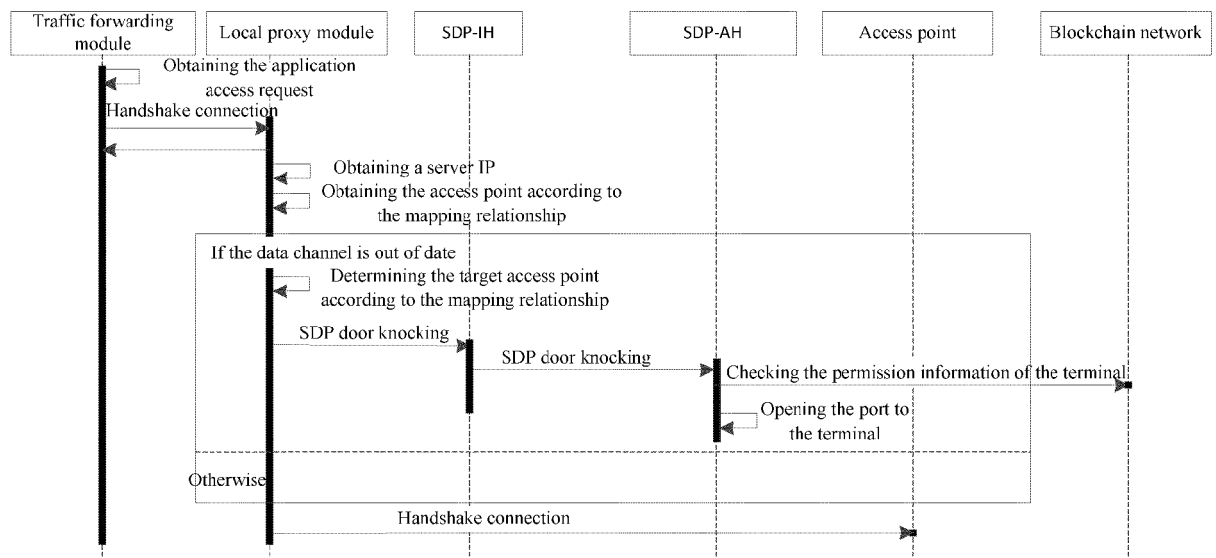 Traffic forwarding
module
Local proxy module
SDP-IH
SDP-AH
Access point
Blockchain network
Obtaining the application
access request
Handshake connection
Obtaining a server IP
Obtaining the access point according to
the mapping relationship
If the data channel is out of date
Determining the target access point
according to the mapping relationship
SDP door knocking
SDP door knocking
Checking the permission information of the terminal
Opening the port to
the terminal
Otherwise
Handshake connection